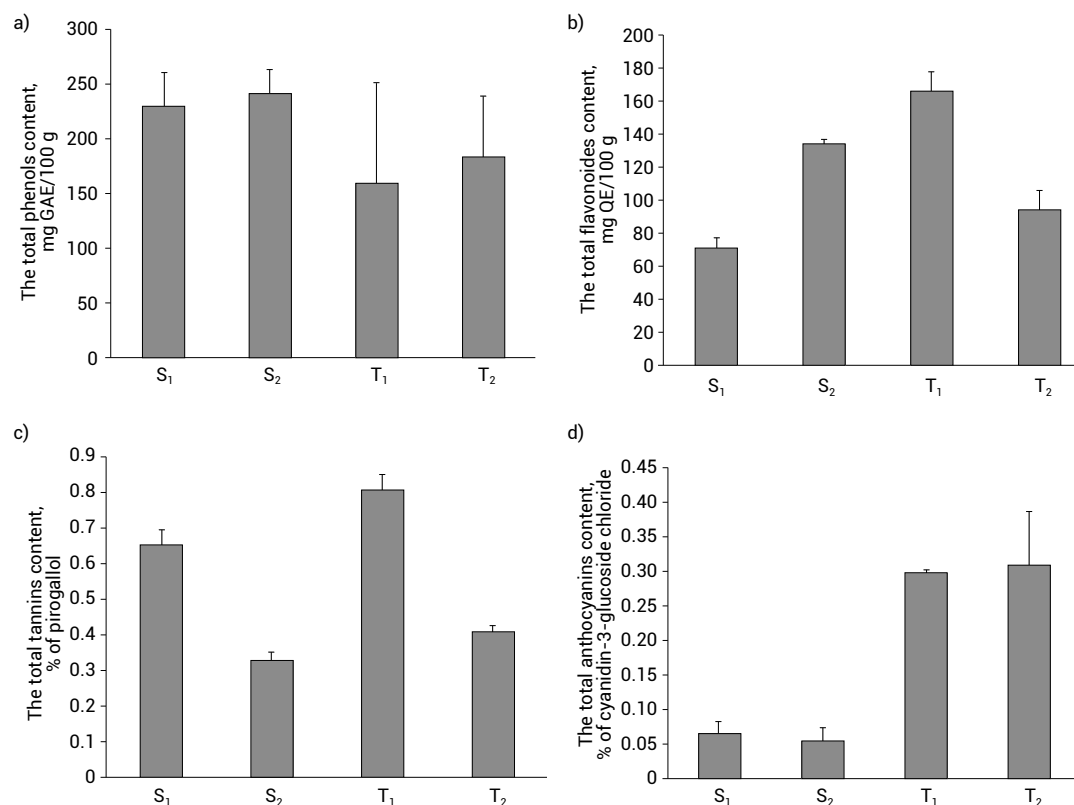 a)
The total phenols content,
mg GAE/100 g
300
250
200
150
100
50
0
S₁ S₂ T₁ T₂
b)
The total flavonoides content,
mg QE/100 g
200
180
160
140
120
100
80
60
40
20
0
S₁ S₂ T₁ T₂
c)
The total tannins content,
% of pirogallol
0.9
0.8
0.7
0.6
0.5
0.4
0.3
0.2
0.1
0
S₁ S₂ T₁ T₂
d)
The total anthocyanins content,
% of cyanidin-3-glucoside chloride
0.45
0.40
0.35
0.30
0.25
0.20
0.15
0.10
0.05
0
S₁ S₂ T₁ T₂